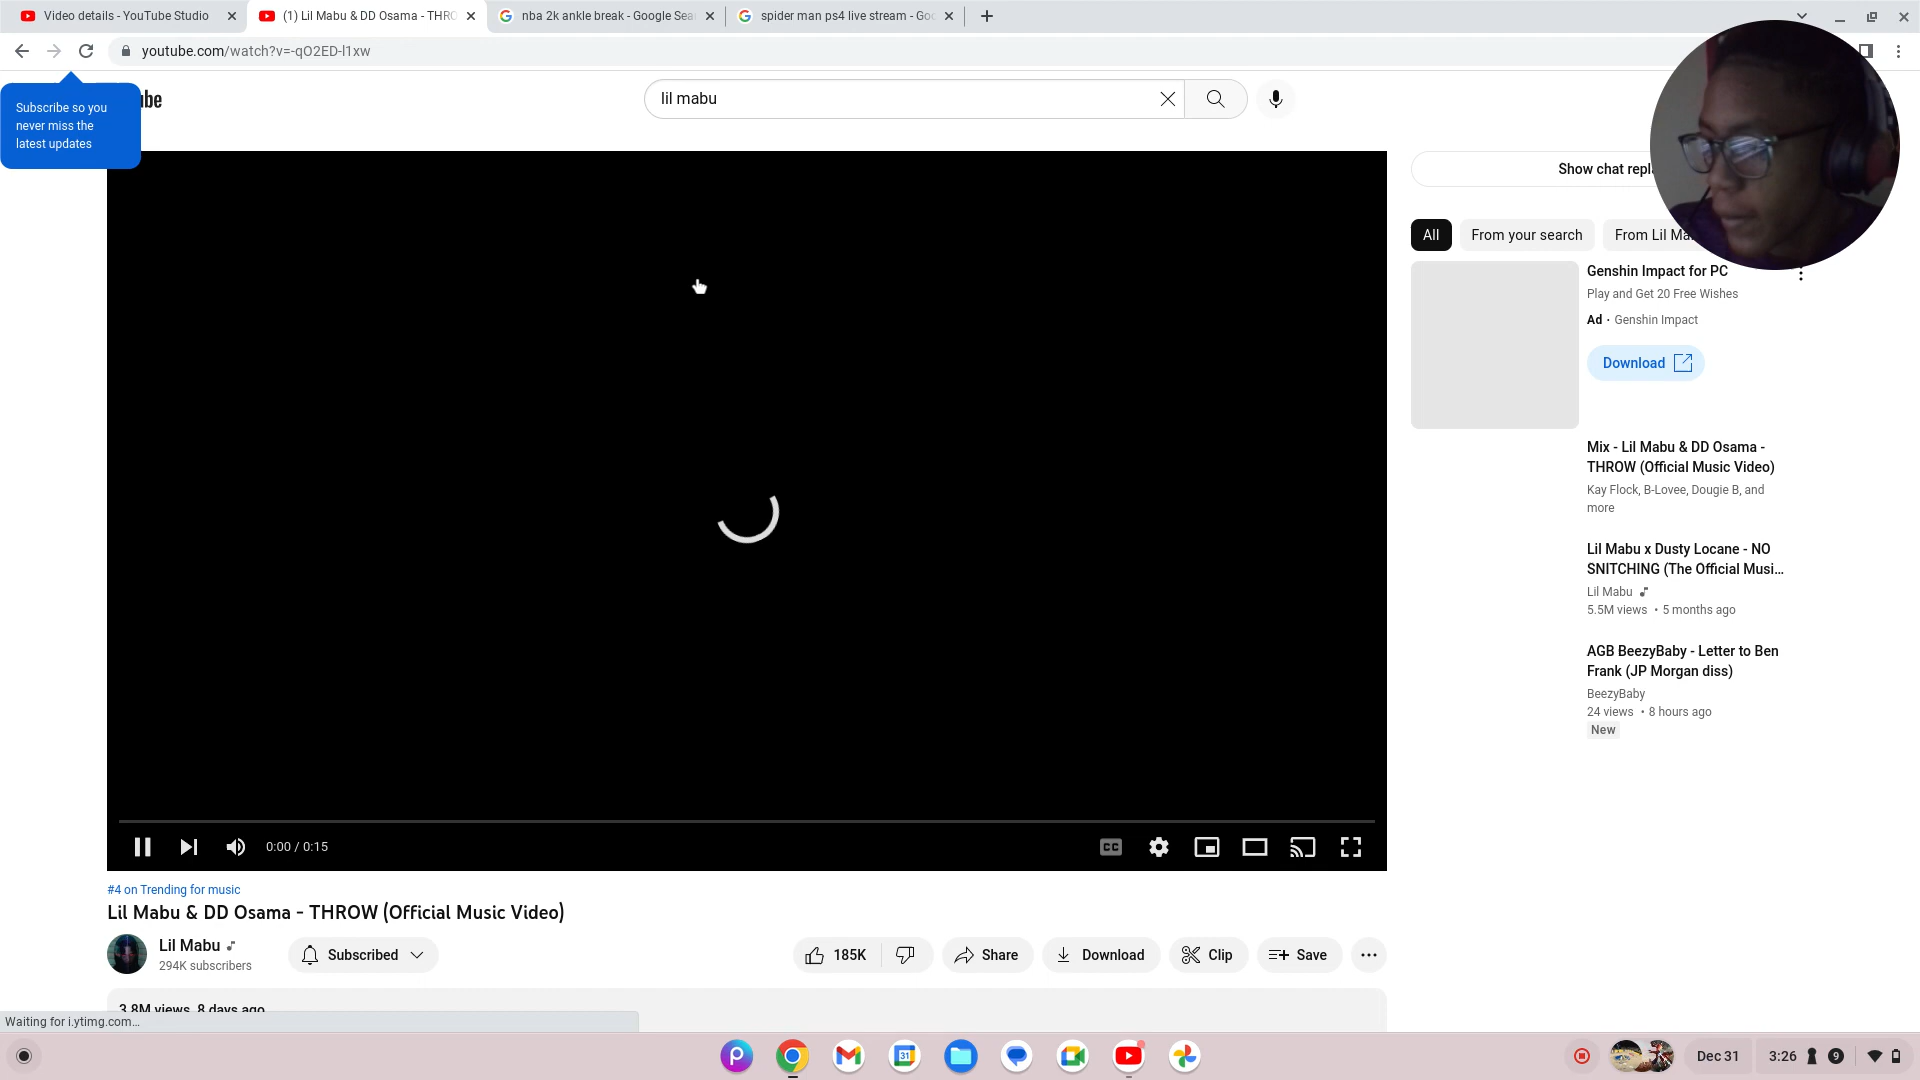 Video details - YouTube Studio
(1) Lil Mabu & DD Osama - THRO
nba 2k ankle break - Google Sea
spider man ps4 live stream - Goo
youtube.com/watch?v=-qO2ED-l1xw
Subscribe so you
never miss the
latest updates
be
lil mabu
Show chat repl
All
From your search
From Lil Ma
Genshin Impact for PC
Play and Get 20 Free Wishes
Ad · Genshin Impact
Download
Mix - Lil Mabu & DD Osama -
THROW (Official Music Video)
Kay Flock, B-Lovee, Dougie B, and
more
Lil Mabu x Dusty Locane - NO
SNITCHING (The Official Musi...
Lil Mabu
5.5M views • 5 months ago
AGB BeezyBaby - Letter to Ben
Frank (JP Morgan diss)
BeezyBaby
24 views • 8 hours ago
New
0:00 / 0:15
CC
#4 on Trending for music
Lil Mabu & DD Osama - THROW (Official Music Video)
Lil Mabu
294K subscribers
Subscribed
185K
Share
Download
Clip
Save
3.8M views 8 days ago
Waiting for i.ytimg.com...
31
Dec 31
3:26
9